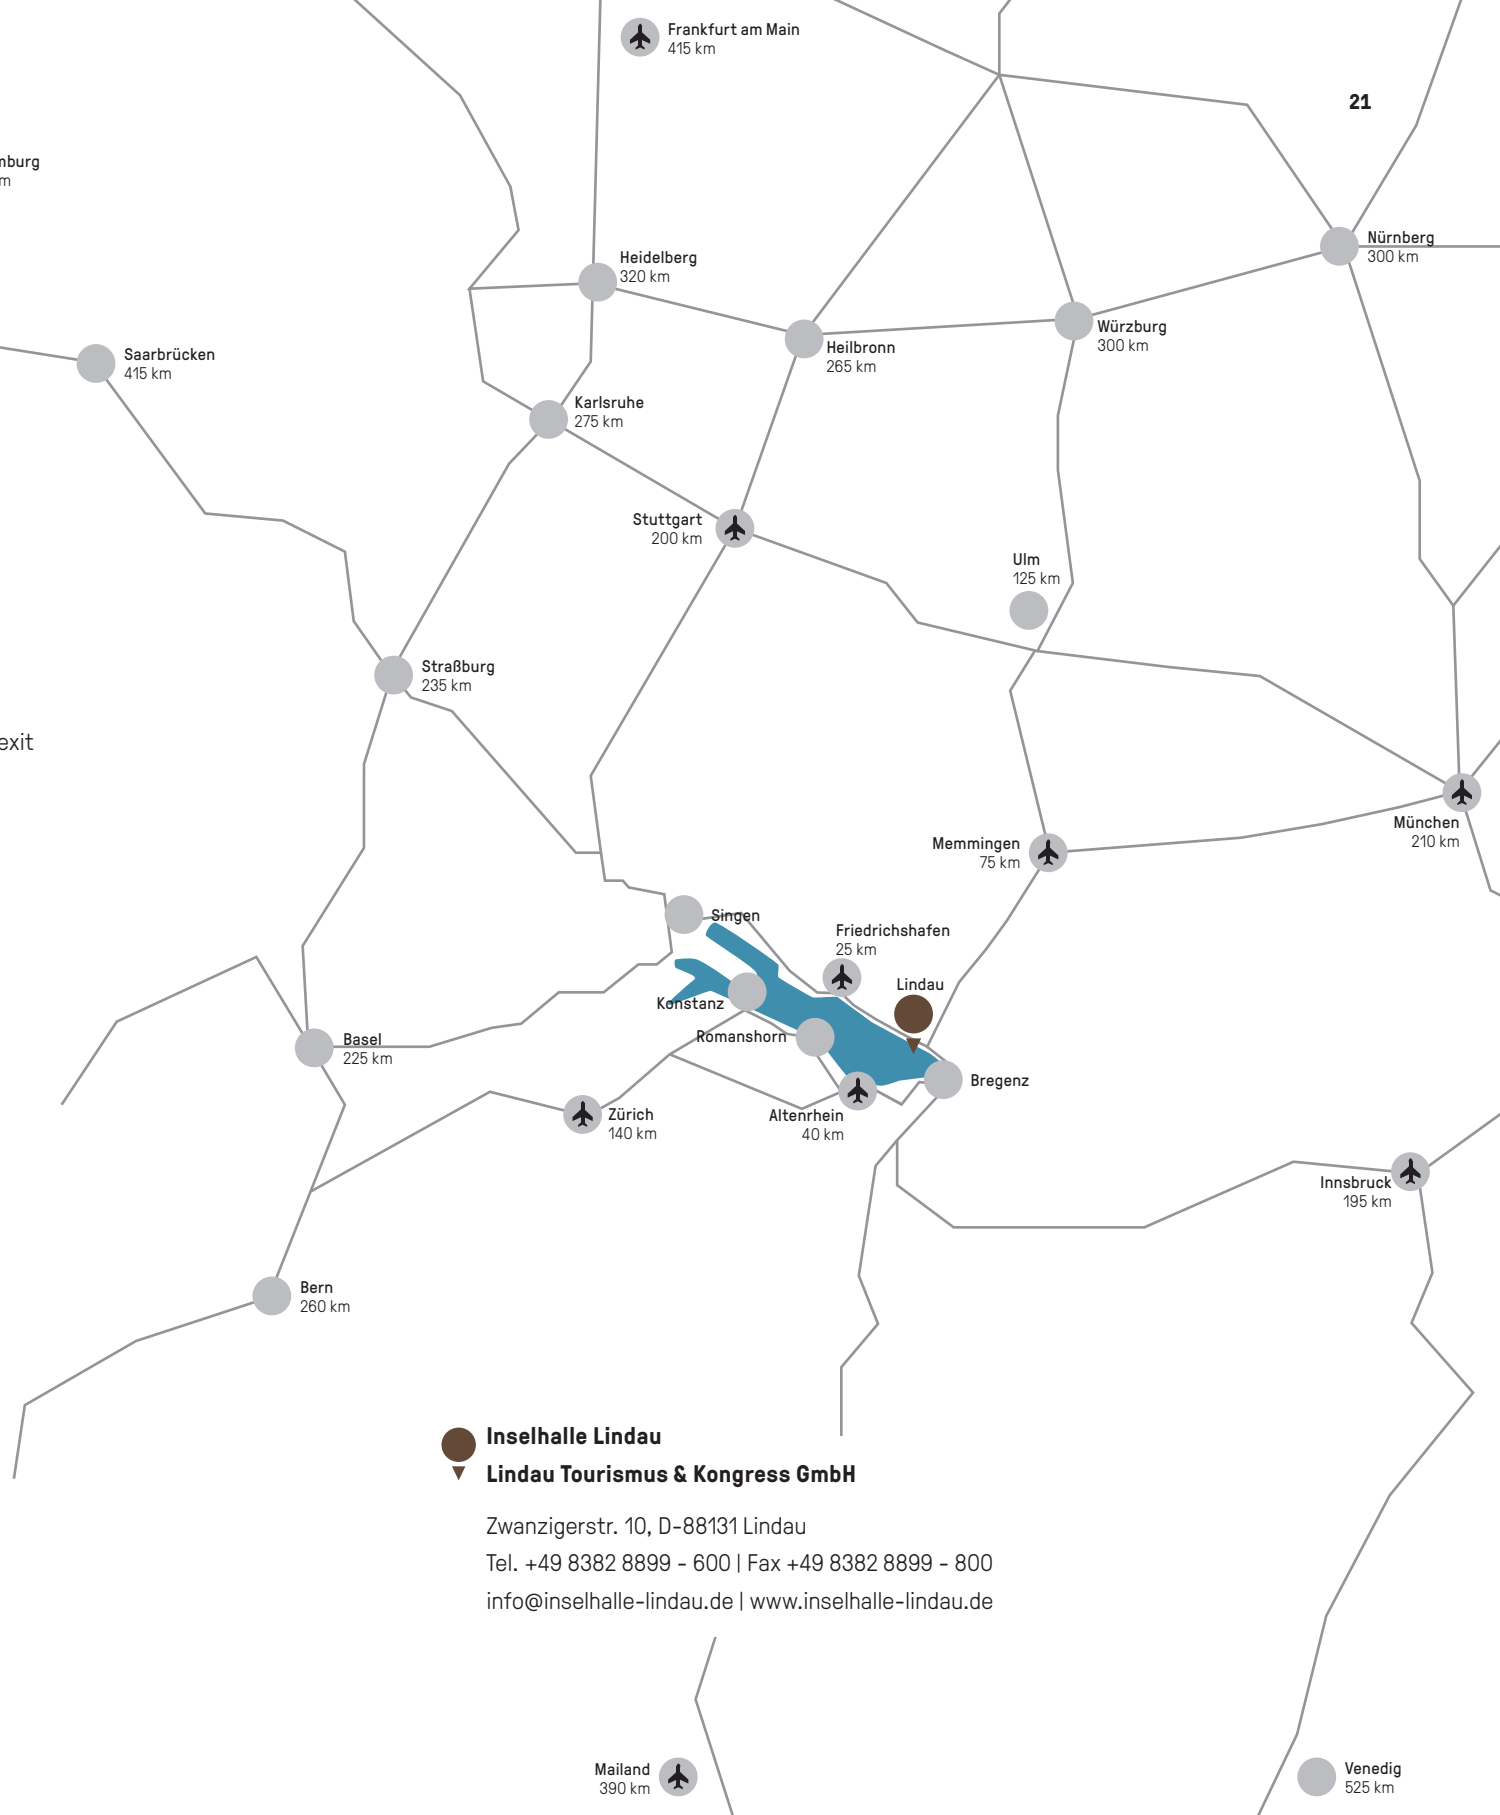 Frankfurt am Main
415 km
21
Heidelberg
320 km
Nürnberg
300 km
Saarbrücken
415 km
Heilbronn
265 km
Würzburg
300 km
Karlsruhe
275 km
Stuttgart
200 km
Ulm
125 km
Straßburg
235 km
exit
München
210 km
Memmingen
75 km
Singen
Friedrichshafen
25 km
Lindau
Konstanz
Romanshorn
Basel
225 km
Bregenz
Zürich
140 km
Altenrhein
40 km
Innsbruck
195 km
Bern
260 km
Inselhalle Lindau
Lindau Tourismus & Kongress GmbH
Zwanzigerstr. 10, D-88131 Lindau
Tel. +49 8382 8899 - 600 | Fax +49 8382 8899 - 800
info@inselhalle-lindau.de | www.inselhalle-lindau.de
Mailand
390 km
Venedig
525 km